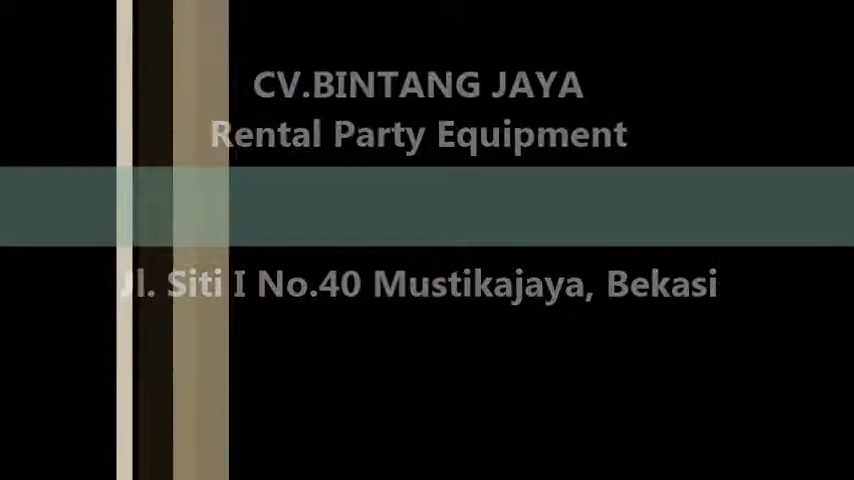 CV.BINTANG JAYA
Rental Party Equipment
Jl. Siti I No.40 Mustikajaya, Bekasi